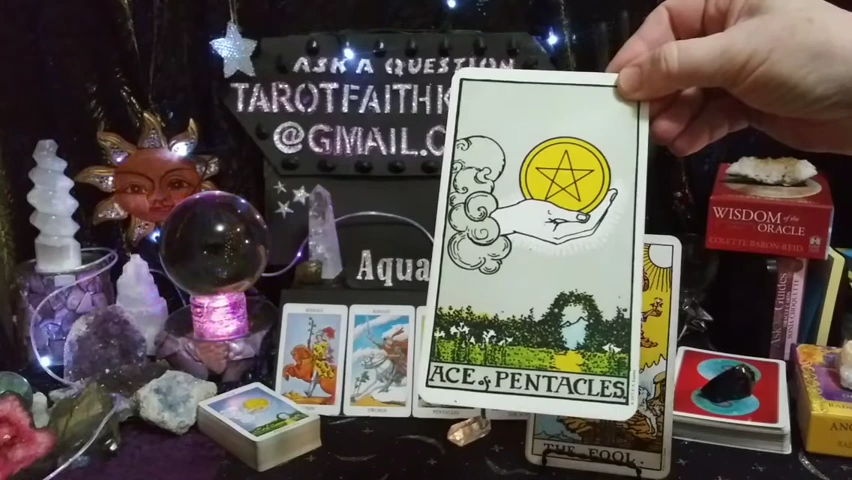 ASK A QUESTION
TAROTFAITHK
@GMAIL.C
Aqua
ACE of PENTACLES
THE FOOL.
WISDOM of the
ORACLE
COLETTE BARON-REID